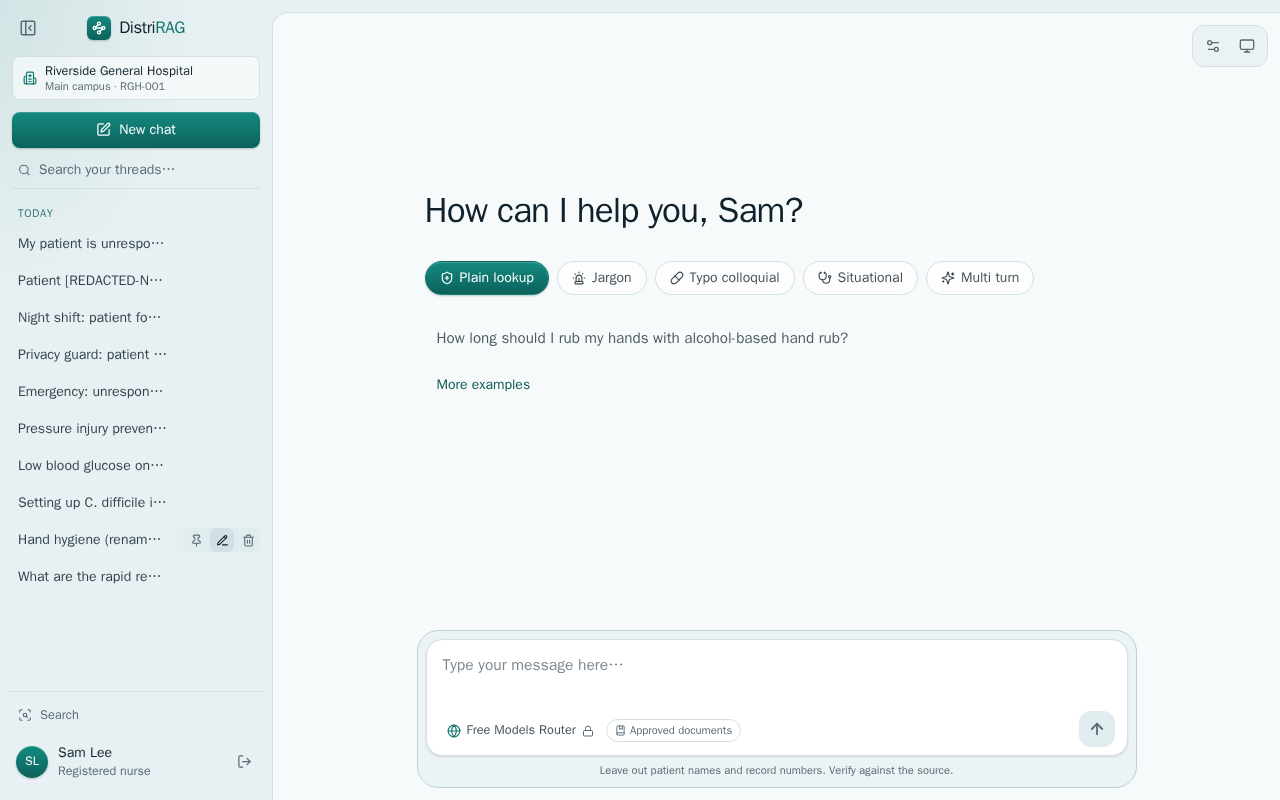 DistriRAG
Riverside General Hospital
Main campus · RGH-001
New chat
Search your threads···
TODAY
My patient is unrespo···
Patient [REDACTED-N···
Night shift: patient fo···
Privacy guard: patient ···
Emergency: unrespon···
Pressure injury preven···
Low blood glucose on···
Setting up C. difficile i···
Hand hygiene (renam···
What are the rapid re···
Search
SL
Sam Lee
Registered nurse
How can I help you, Sam?
Plain lookup
Jargon
Typo colloquial
Situational
Multi turn
How long should I rub my hands with alcohol-based hand rub?
More examples
Type your message here···
Free Models Router
Approved documents
Leave out patient names and record numbers. Verify against the source.